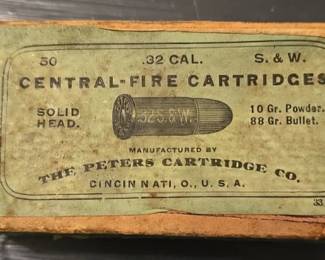 50 .32 CAL. S. & W.
CENTRAL-FIRE CARTRIDGES
SOLID HEAD.
.32 S. & W.
10 Gr. Powder.
88 Gr. Bullet.
MANUFACTURED BY
THE PETERS CARTRIDGE CO.
CINCINNATI, O., U. S. A.
33